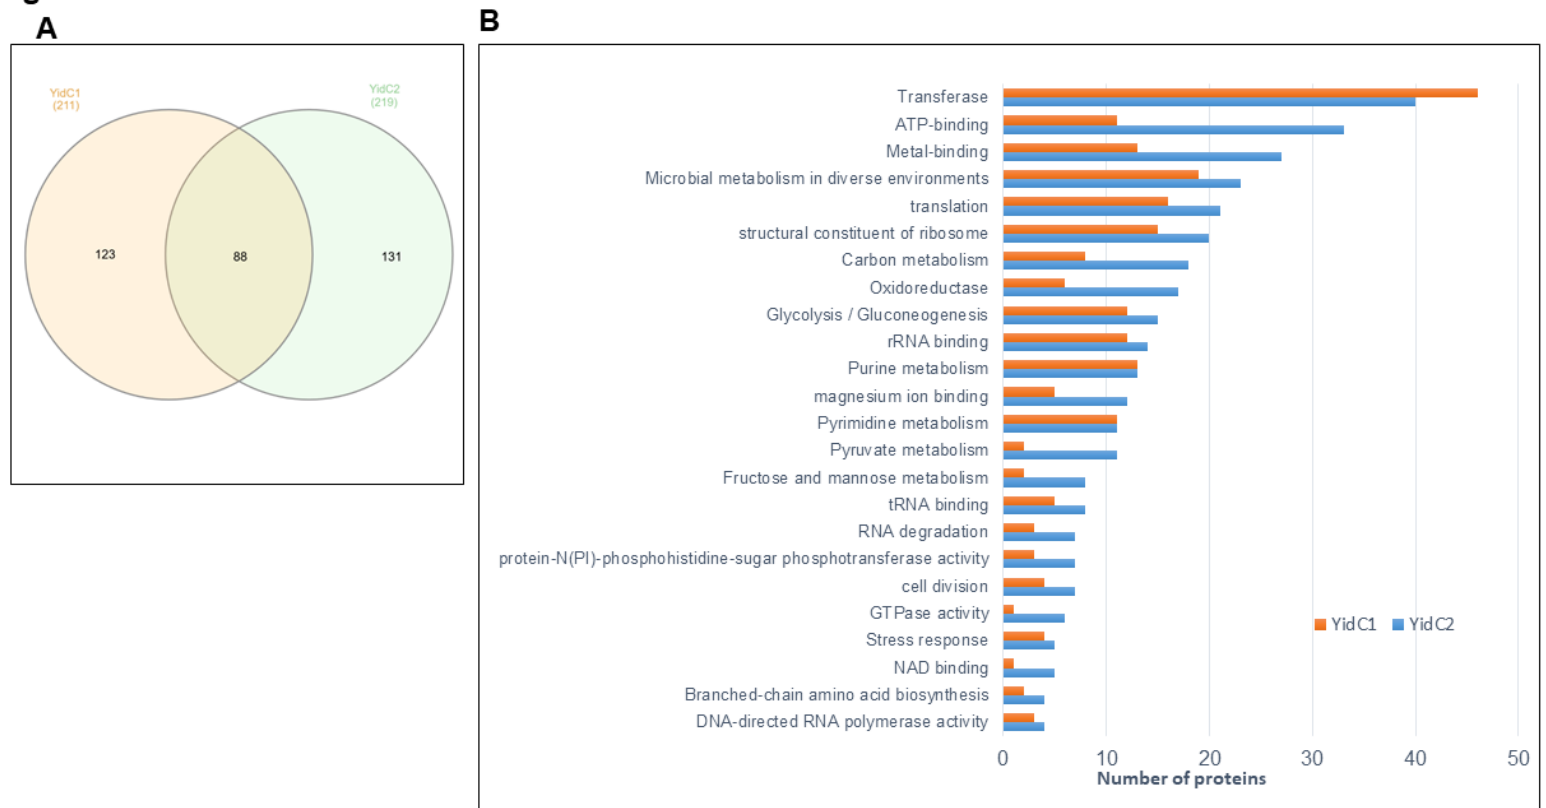 A
YidC1
(211)
YidC2
(219)
123
88
131
B
Transferase
ATP-binding
Metal-binding
Microbial metabolism in diverse environments
translation
structural constituent of ribosome
Carbon metabolism
Oxidoreductase
Glycolysis / Gluconeogenesis
rRNA binding
Purine metabolism
magnesium ion binding
Pyrimidine metabolism
Pyruvate metabolism
Fructose and mannose metabolism
tRNA binding
RNA degradation
protein-N(PI)-phosphohistidine-sugar phosphotransferase activity
cell division
GTPase activity
Stress response
NAD binding
Branched-chain amino acid biosynthesis
DNA-directed RNA polymerase activity
YidC1 YidC2
0 10 20 30 40 50
Number of proteins